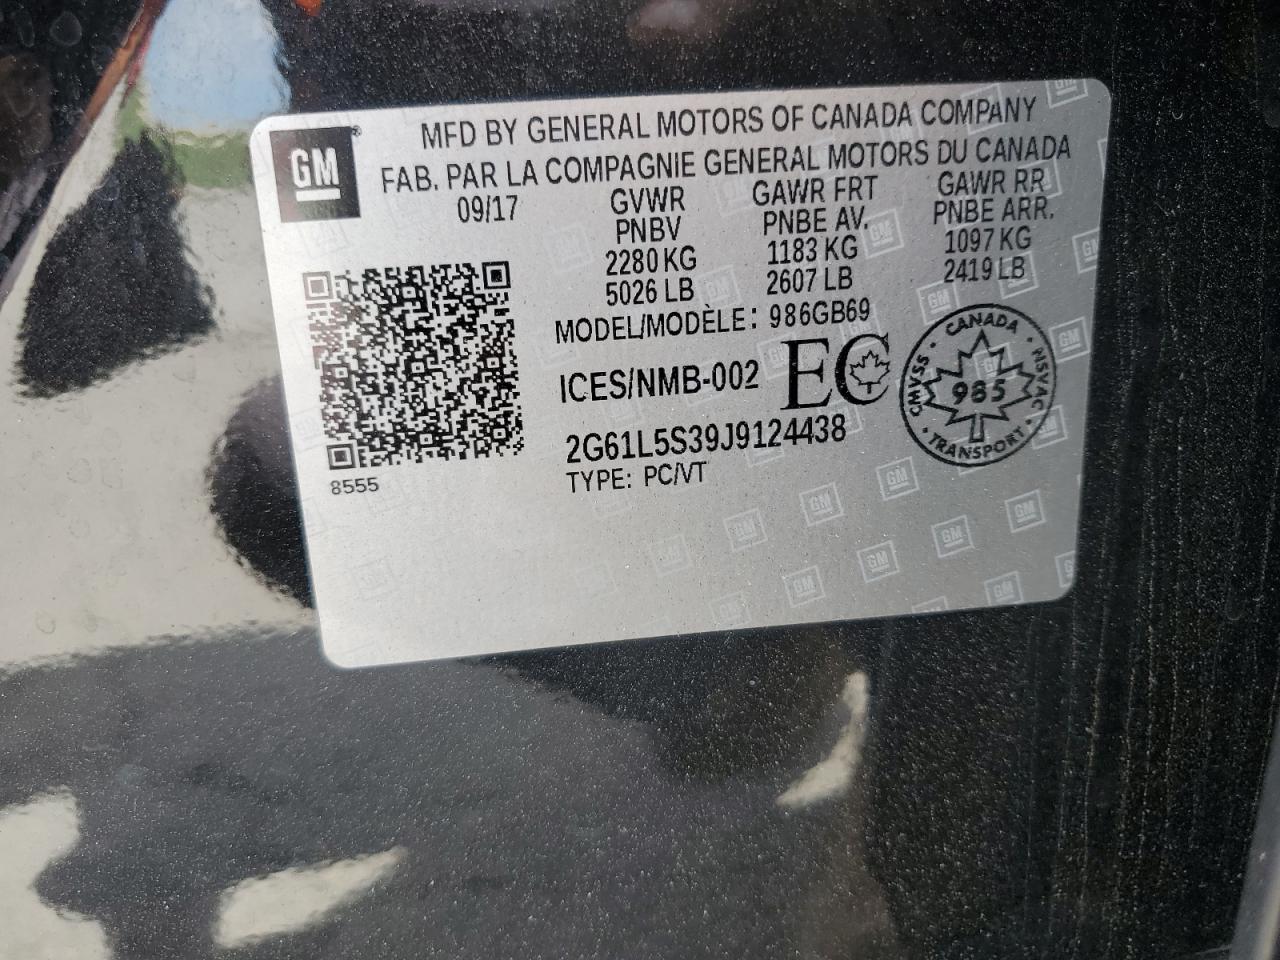 GM
MFD BY GENERAL MOTORS OF CANADA COMPANY
FAB. PAR LA COMPAGNIE GENERAL MOTORS DU CANADA
09/17
GVWR
PNBV
2280 KG
5026 LB
GAWR FRT
PNBE AV.
1183 KG
2607 LB
GAWR RR
PNBE ARR.
1097 KG
2419 LB
MODEL/MODÈLE: 986GB69
ICES/NMB-002
EC
CANADA
CMVSS
985
NSVAC
TRANSPORT
2G61L5S39J9124438
TYPE: PC/VT
8555